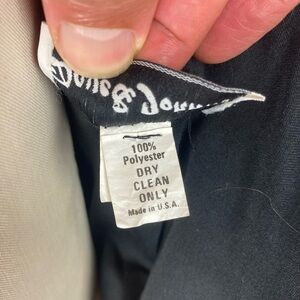 100%
Polyester
DRY
CLEAN
ONLY
Made in U.S.A.